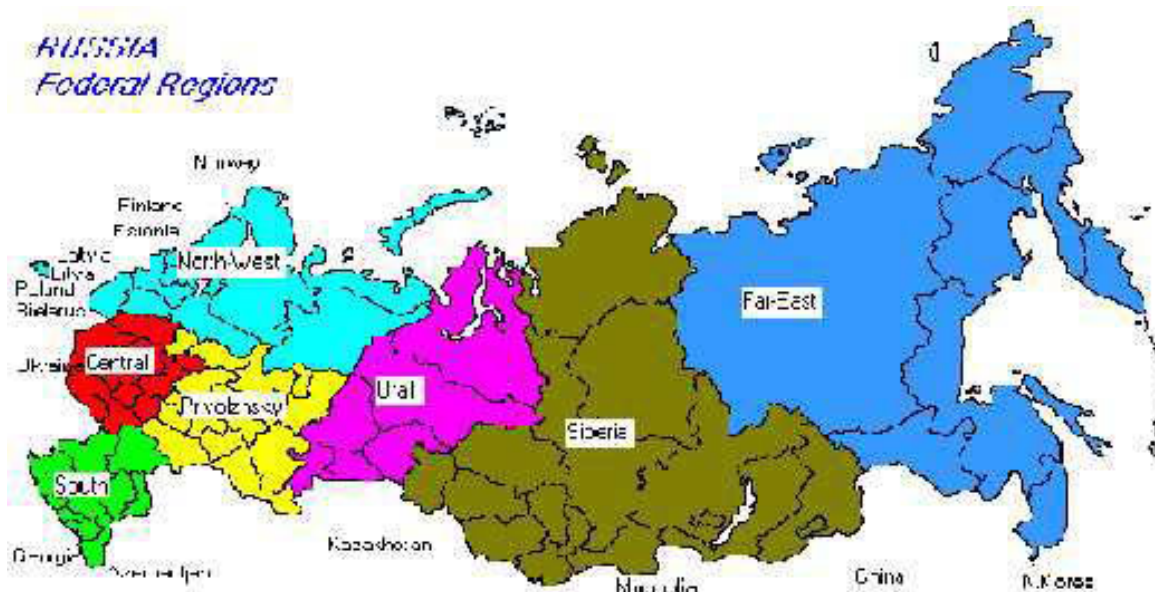 RUSSIA
Federal Regions
Norway
Finland
Estonia
Latvia
Litva
Poland
North-West
Far-East
Ukraine
Central
Ural
Privolzhsky
Siberia
South
Kazakhstan
Georgia
Azerbaidjan
Mongolia
China
N.Korea